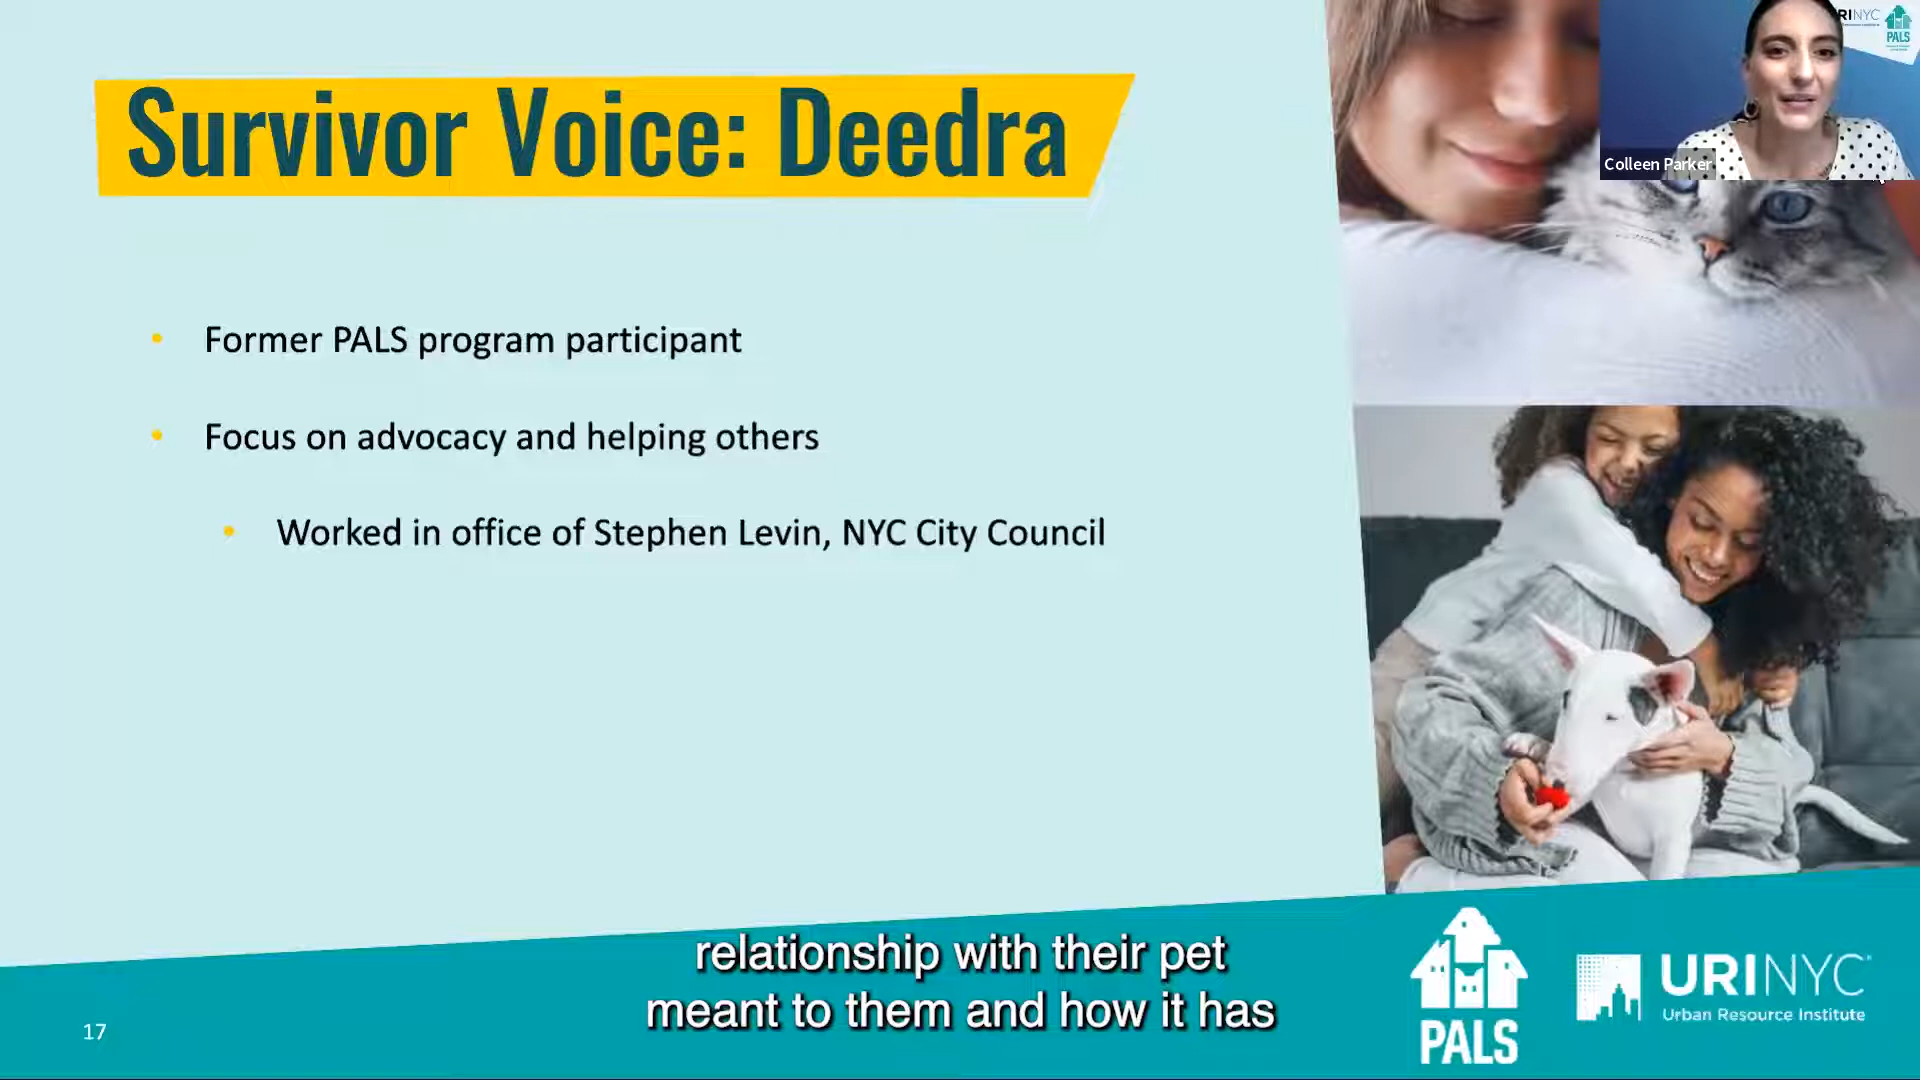 Survivor Voice: Deedra
RINYC
PALS
Colleen Parker
• Former PALS program participant
• Focus on advocacy and helping others
• Worked in office of Stephen Levin, NYC City Council
relationship with their pet
meant to them and how it has
17
PALS
URINYC
Urban Resource Institute